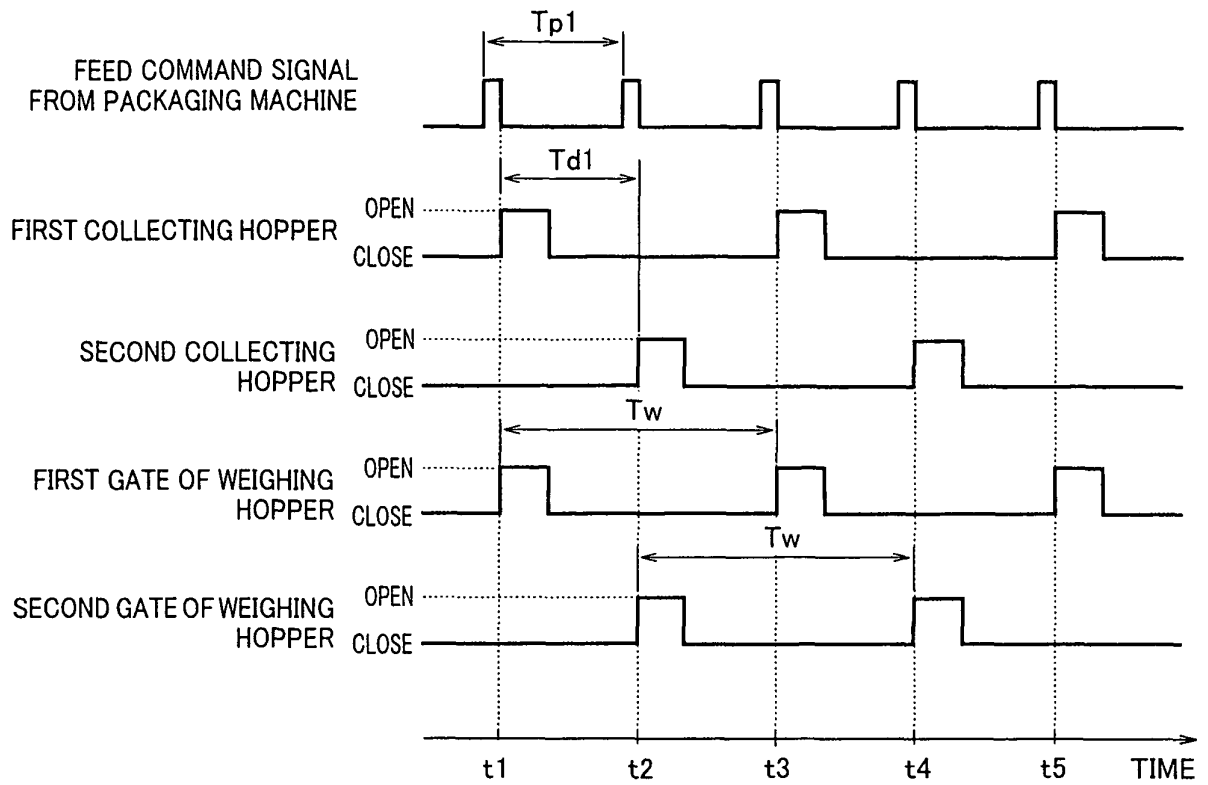 Tp1
FEED COMMAND SIGNAL
FROM PACKAGING MACHINE
Td1
OPEN
FIRST COLLECTING HOPPER
CLOSE
OPEN
SECOND COLLECTING
HOPPER
CLOSE
Tw
OPEN
FIRST GATE OF WEIGHING
HOPPER
CLOSE
Tw
OPEN
SECOND GATE OF WEIGHING
HOPPER
CLOSE
t1 t2 t3 t4 t5 TIME